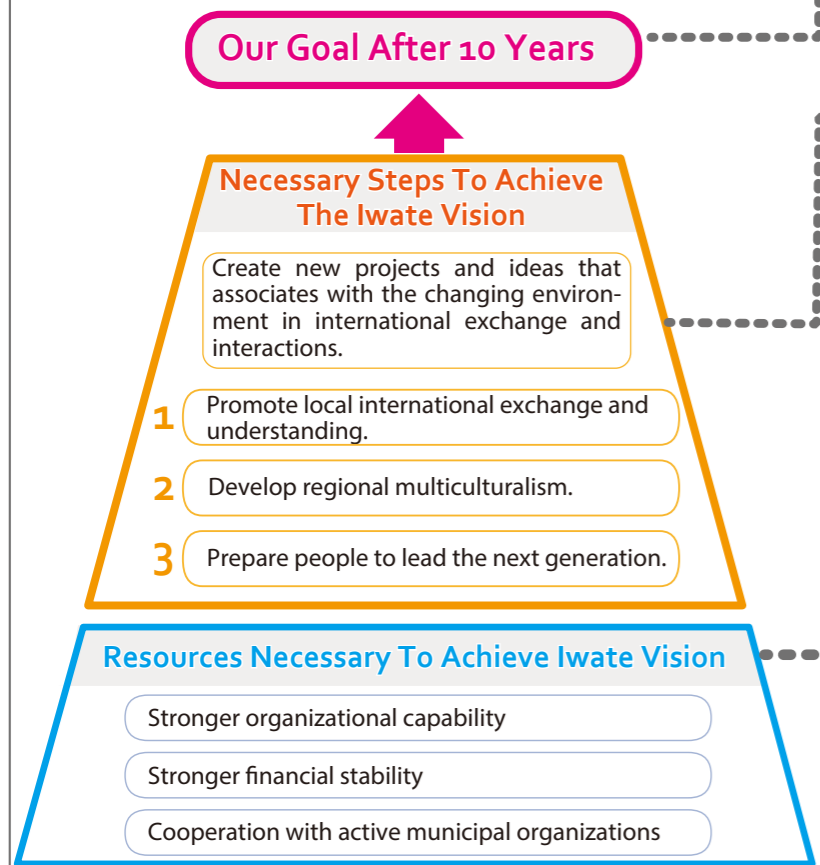 Our Goal After 10 Years
Necessary Steps To Achieve
The Iwate Vision
Create new projects and ideas that
associates with the changing environ-
ment in international exchange and
interactions.
1 Promote local international exchange and
understanding.
2 Develop regional multiculturalism.
3 Prepare people to lead the next generation.
Resources Necessary To Achieve Iwate Vision
Stronger organizational capability
Stronger financial stability
Cooperation with active municipal organizations